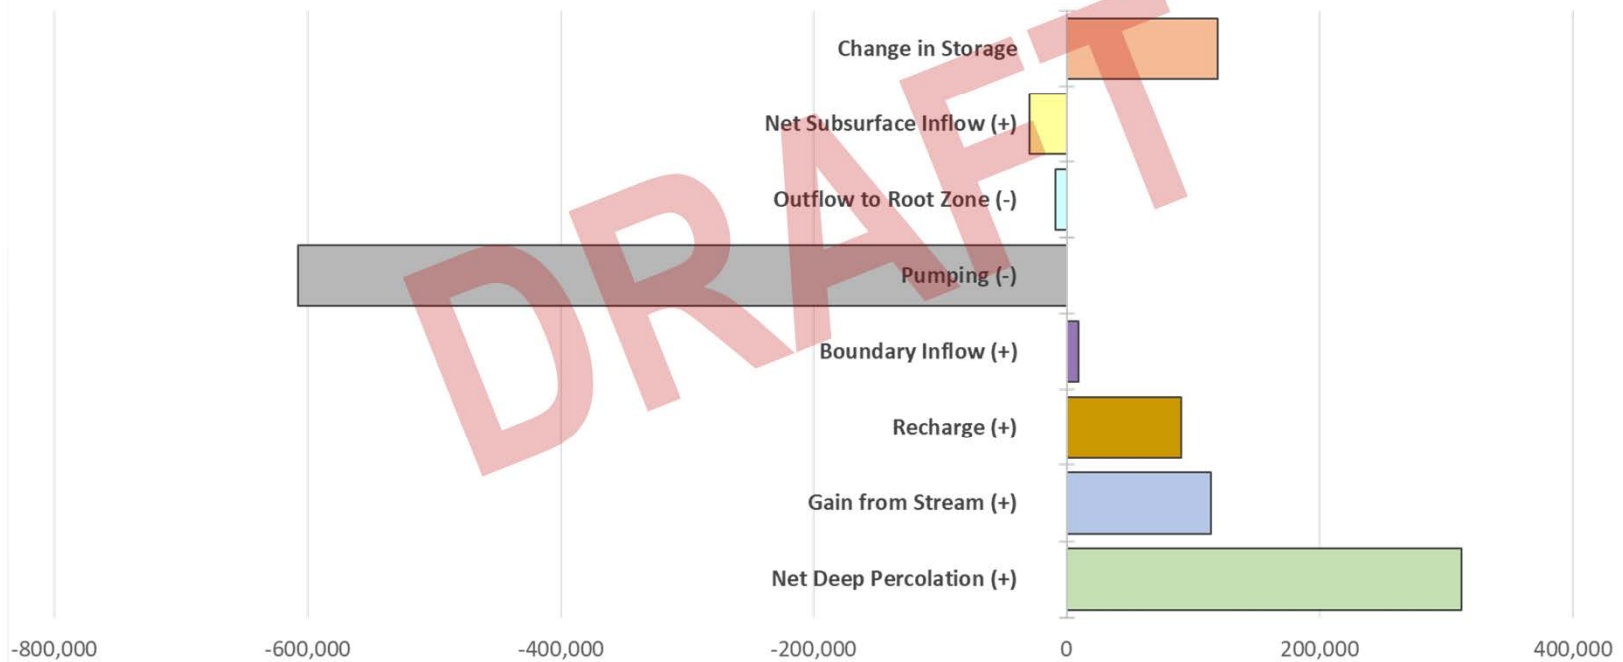 Change in Storage
Net Subsurface Inflow (+)
Outflow to Root Zone (-)
Pumping (-)
Boundary Inflow (+)
Recharge (+)
Gain from Stream (+)
Net Deep Percolation (+)
-800,000 -600,000 -400,000 -200,000 0 200,000 400,000
DRAFT